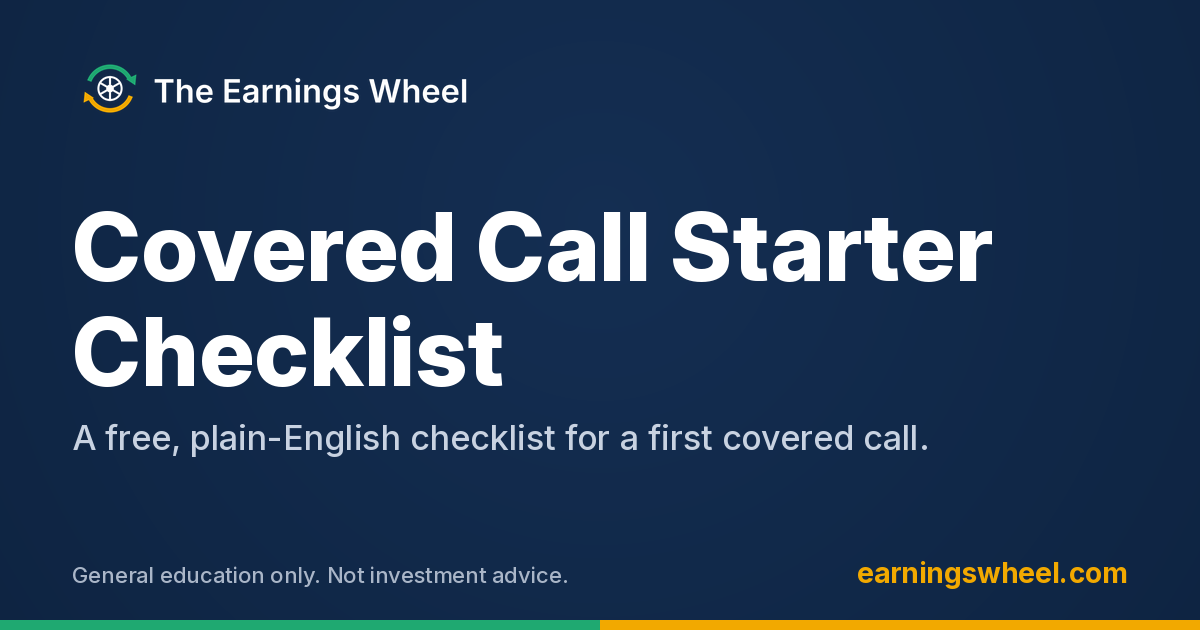 The Earnings Wheel
Covered Call Starter
Checklist
A free, plain-English checklist for a first covered call.
General education only. Not investment advice.
earningswheel.com